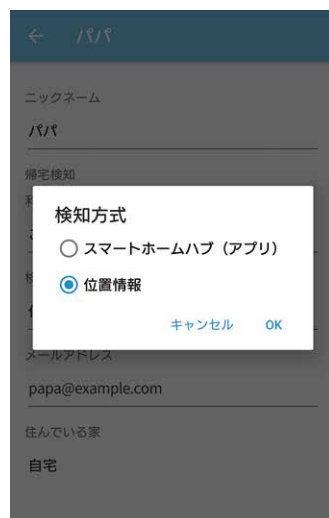 ← パパ
ニックネーム
パパ
帰宅検知
検知方式
スマートホームハブ（アプリ）
位置情報
キャンセル OK
メールアドレス
papa@example.com
住んでいる家
自宅